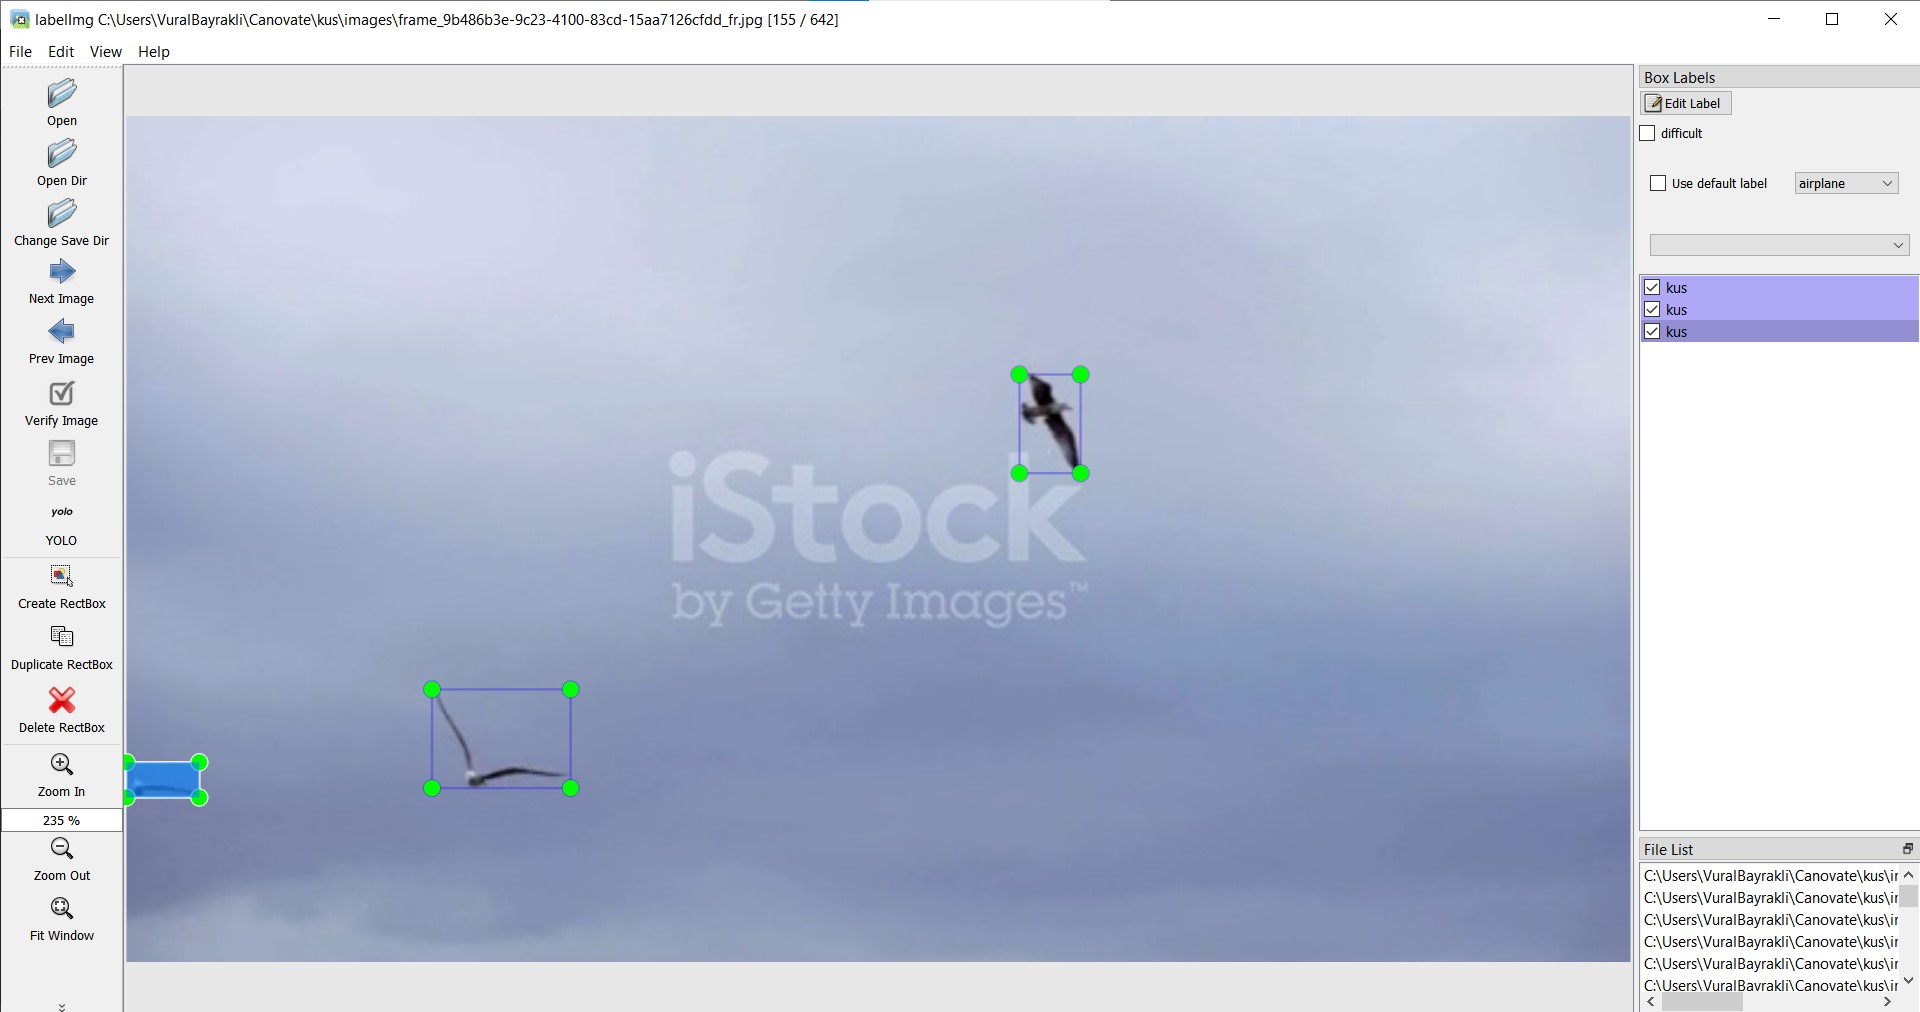 labelImg C:\Users\VuralBayrakli\Canovate\kus\images\frame_9b486b3e-9c23-4100-83cd-15aa7126cfdd_fr.jpg [155 / 642]
File Edit View Help
Open
Open Dir
Change Save Dir
Next Image
Prev Image
Verify Image
Save
yolo
YOLO
Create RectBox
Duplicate RectBox
Delete RectBox
Zoom In
235 %
Zoom Out
Fit Window
iStock
by Getty Images™
Box Labels
Edit Label
difficult
Use default label airplane
kus
kus
kus
File List
C:\Users\VuralBayrakli\Canovate\kus\ir
C:\Users\VuralBayrakli\Canovate\kus\ir
C:\Users\VuralBayrakli\Canovate\kus\ir
C:\Users\VuralBayrakli\Canovate\kus\ir
C:\Users\VuralBayrakli\Canovate\kus\ir
C:\Users\VuralBayrakli\Canovate\kus\ir